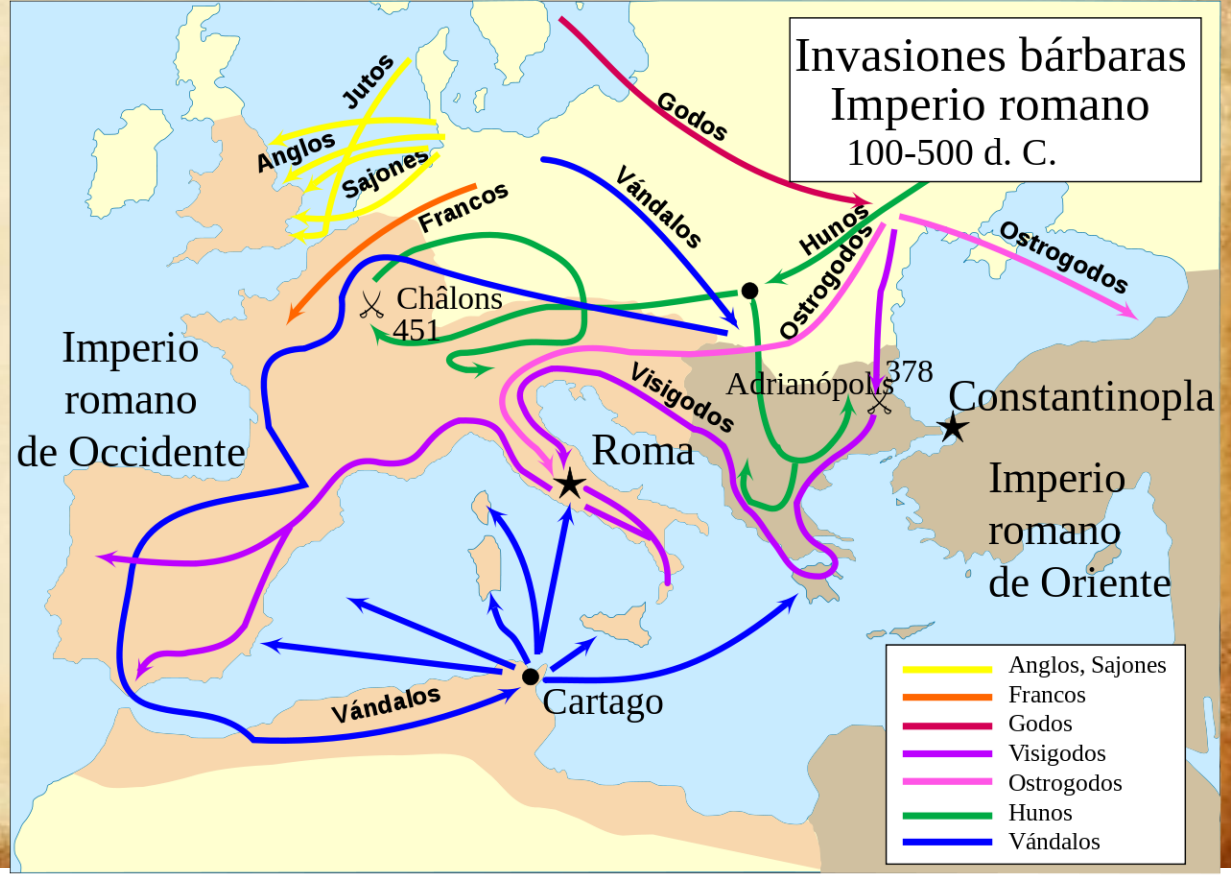 Invasiones bárbaras
Imperio romano
100-500 d. C.
Jutos
Anglos
Sajones
Francos
Godos
Vándalos
Hunos
Ostrogodos
Ostrogodos
Châlons
451
Imperio
romano
de Occidente
Visigodos
Adrianópolis
378
Constantinopla
Roma
Imperio
romano
de Oriente
Vándalos
Cartago
Anglos, Sajones
Francos
Godos
Visigodos
Ostrogodos
Hunos
Vándalos